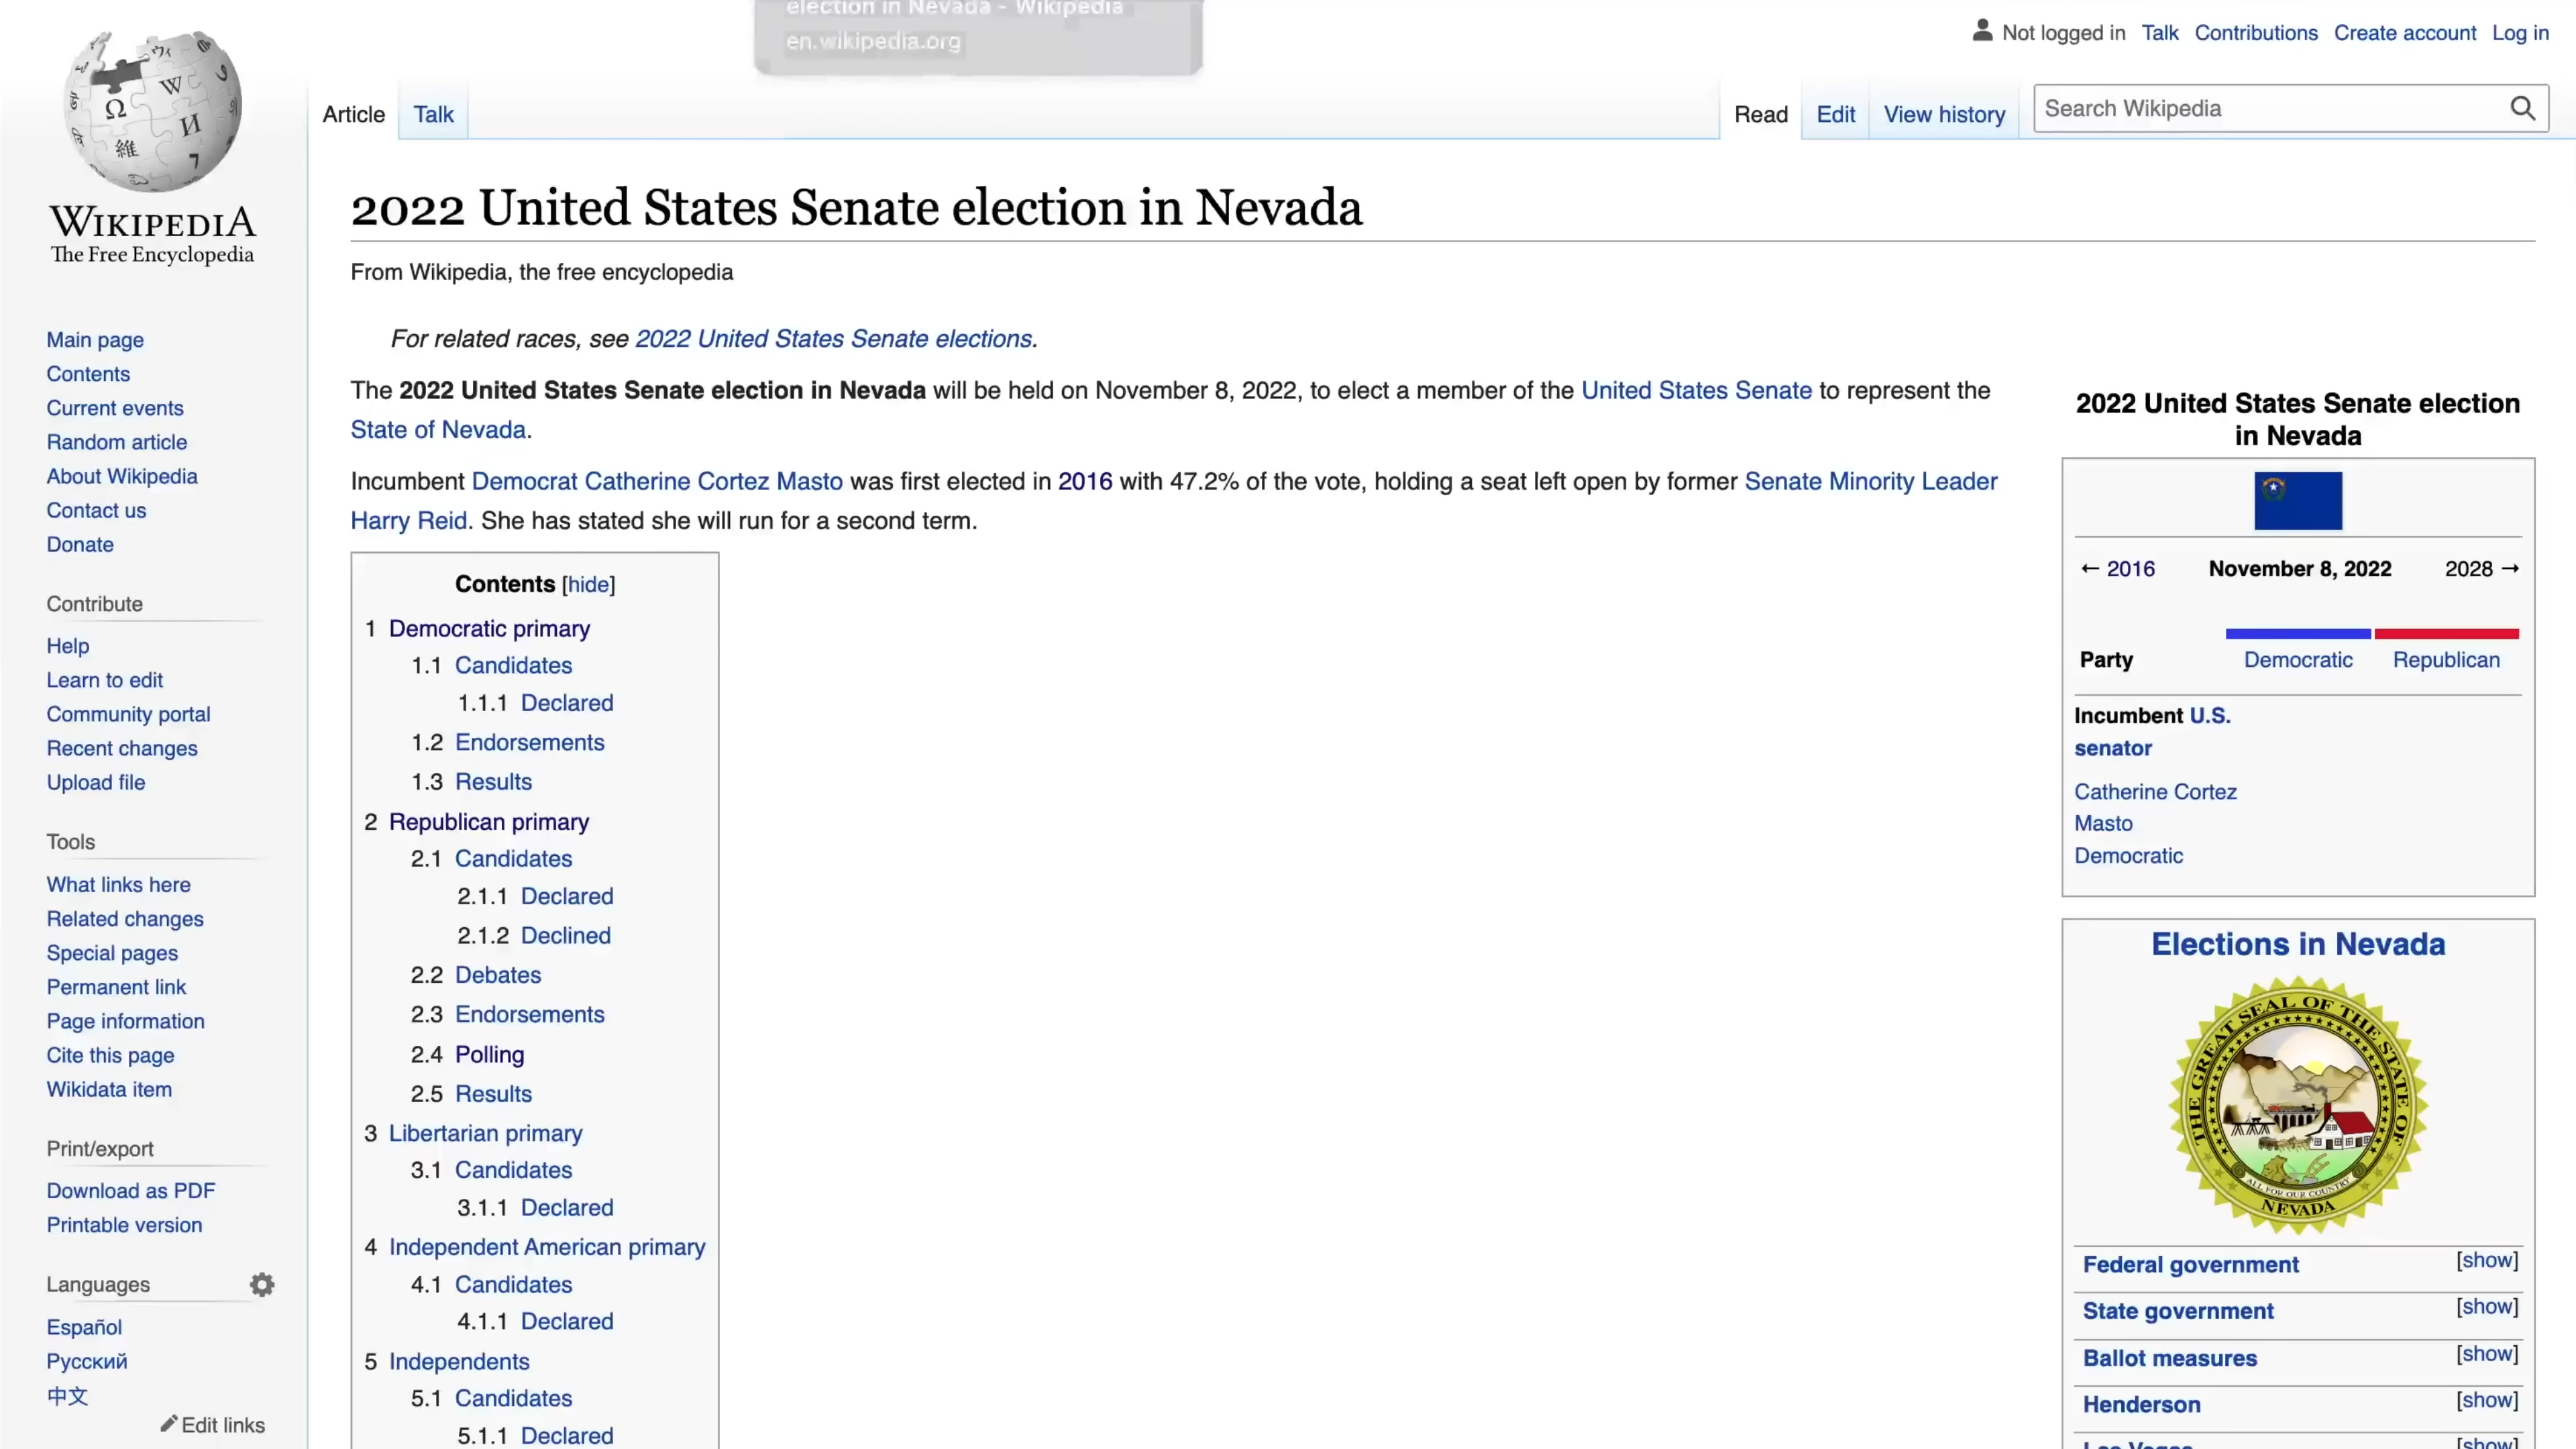 election in Nevada - Wikipedia
en.wikipedia.org
Not logged in Talk Contributions Create account Log in
Article Talk
Read Edit View history
Search Wikipedia
WIKIPEDIA
The Free Encyclopedia
2022 United States Senate election in Nevada
From Wikipedia, the free encyclopedia
For related races, see 2022 United States Senate elections.
The 2022 United States Senate election in Nevada will be held on November 8, 2022, to elect a member of the United States Senate to represent the
State of Nevada.
Incumbent Democrat Catherine Cortez Masto was first elected in 2016 with 47.2% of the vote, holding a seat left open by former Senate Minority Leader
Harry Reid. She has stated she will run for a second term.
Main page
Contents
Current events
Random article
About Wikipedia
Contact us
Donate
Contribute
Help
Learn to edit
Community portal
Recent changes
Upload file
Tools
What links here
Related changes
Special pages
Permanent link
Page information
Cite this page
Wikidata item
Print/export
Download as PDF
Printable version
Languages
Español
Русский
中文
Edit links
Contents [hide]
1 Democratic primary
1.1 Candidates
1.1.1 Declared
1.2 Endorsements
1.3 Results
2 Republican primary
2.1 Candidates
2.1.1 Declared
2.1.2 Declined
2.2 Debates
2.3 Endorsements
2.4 Polling
2.5 Results
3 Libertarian primary
3.1 Candidates
3.1.1 Declared
4 Independent American primary
4.1 Candidates
4.1.1 Declared
5 Independents
5.1 Candidates
5.1.1 Declared
2022 United States Senate election
in Nevada
← 2016 November 8, 2022 2028 →
Party Democratic Republican
Incumbent U.S.
senator
Catherine Cortez
Masto
Democratic
Elections in Nevada
THE GREAT SEAL OF THE STATE OF
ALL FOR OUR COUNTRY
NEVADA
Federal government [show]
State government [show]
Ballot measures [show]
Henderson [show]
Las Vegas [show]